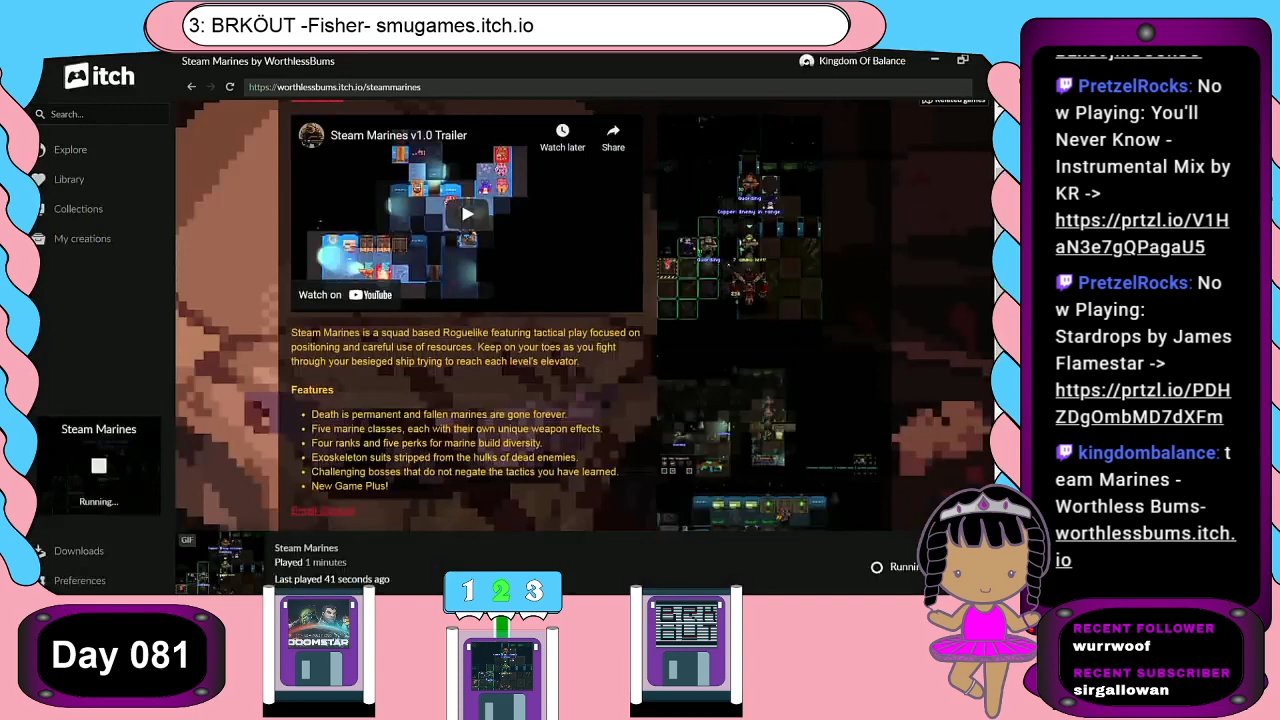 3: BRKÖUT -Fisher- smugames.itch.io
itch
Steam Marines by WorthlessBums
Kingdom Of Balance
https://worthlessbums.itch.io/steammarines
Search...
Explore
Library
Collections
My creations
Steam Marines
Running...
Downloads
Preferences
Related games
Steam Marines v1.0 Trailer
Watch later
Share
Watch on YouTube
Steam Marines is a squad based Roguelike featuring tactical play focused on
positioning and careful use of resources. Keep on your toes as you fight
through your besieged ship trying to reach each level's elevator.
Features
Death is permanent and fallen marines are gone forever.
Five marine classes, each with their own unique weapon effects.
Four ranks and five perks for marine build diversity.
Exoskeleton suits stripped from the hulks of dead enemies.
Challenging bosses that do not negate the tactics you have learned.
New Game Plus!
Guarding
Copper: Enemy in range
Guarding
GIF
Steam Marines
Played 1 minutes
Last played 41 seconds ago
PretzelRocks: No
w Playing: You'll
Never Know -
Instrumental Mix by
KR ->
https://prtzl.io/V1H
aN3e7gQPagaU5
PretzelRocks: No
w Playing:
Stardrops by James
Flamestar ->
https://prtzl.io/PDH
ZDgOmbMD7dXFm
kingdombalance: t
eam Marines -
Worthless Bums-
worthlessbums.itch.
io
Day 081
DOOMSTAR
1 2 3
RECENT FOLLOWER
wurrwoof
RECENT SUBSCRIBER
sirgallowan